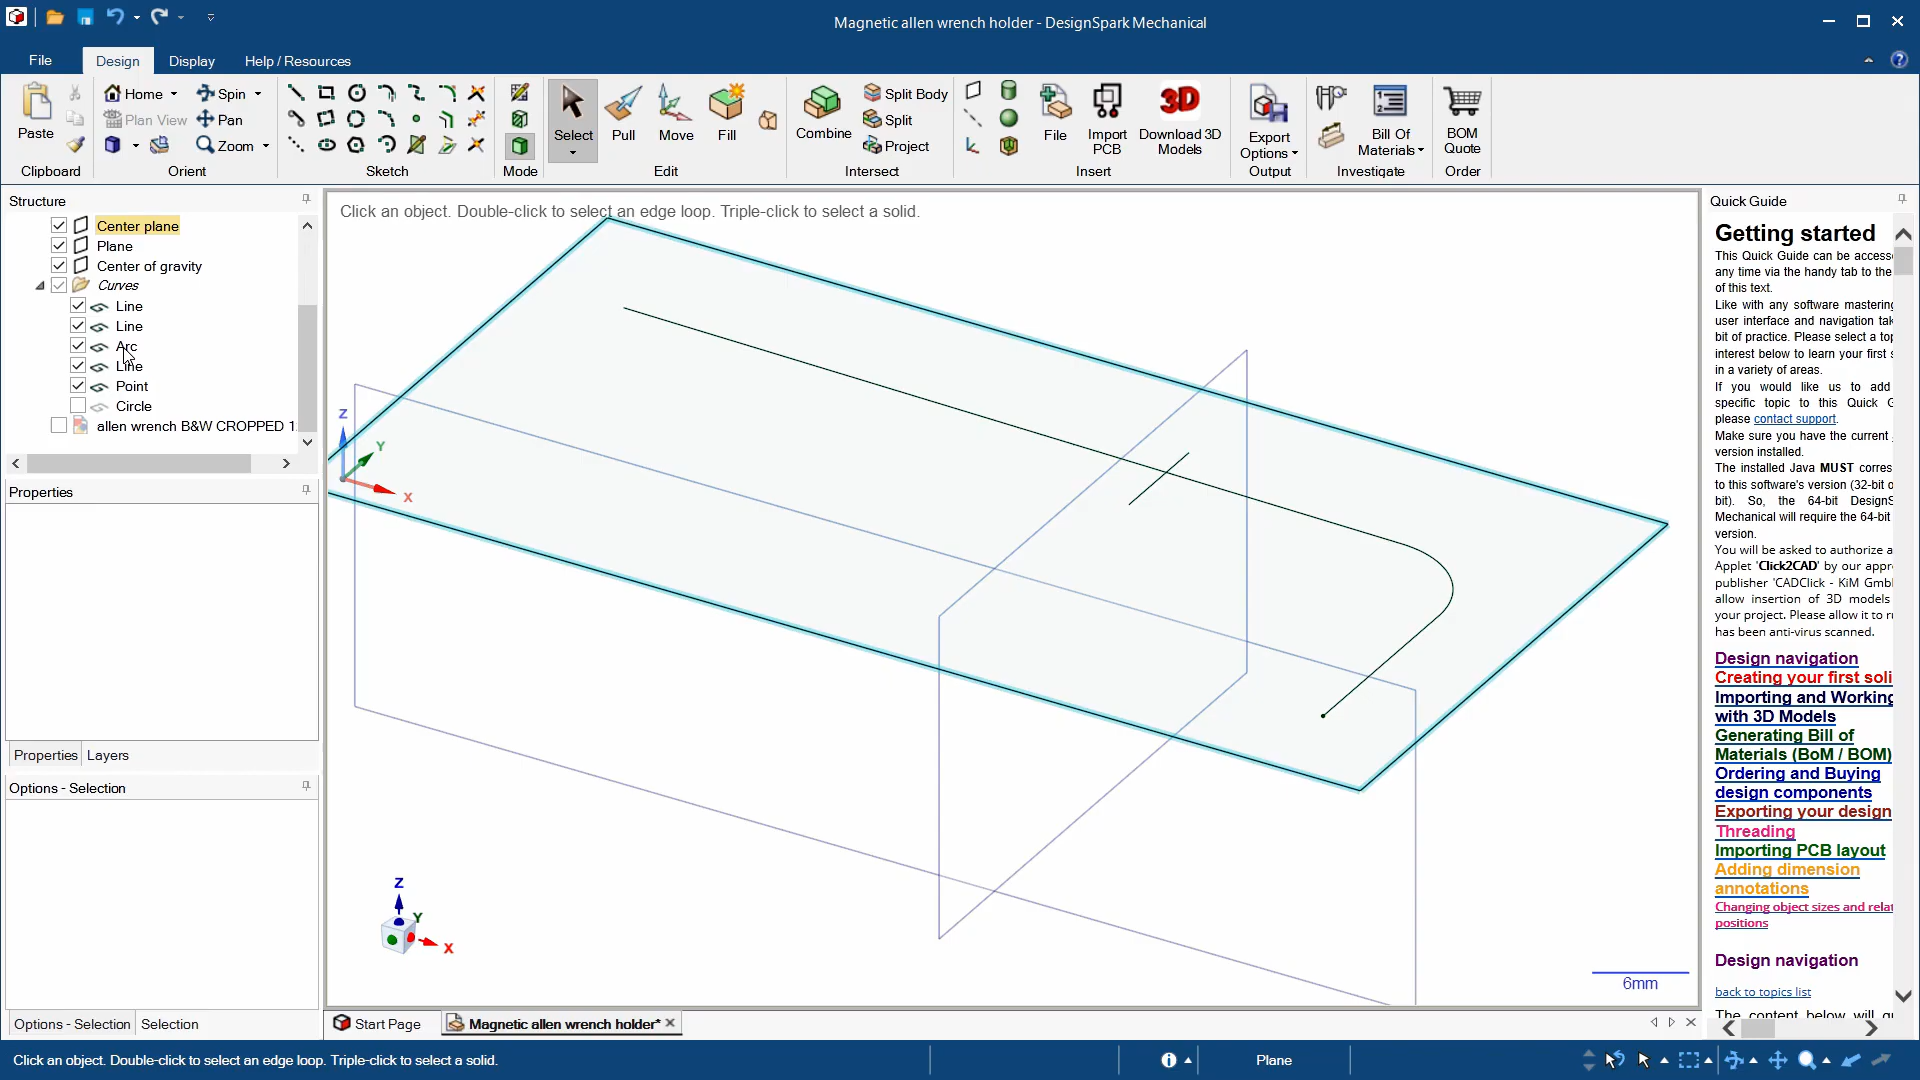 Magnetic allen wrench holder - DesignSpark Mechanical
File
Design
Display
Help / Resources
Paste
Home
Plan View
Spin
Pan
Zoom
Select
Pull
Move
Fill
Combine
Split Body
Split
Project
File
Import PCB
Download 3D Models
Export Options
Bill Of Materials
BOM Quote
Clipboard
Orient
Sketch
Mode
Edit
Intersect
Insert
Output
Investigate
Order
Structure
Center plane
Plane
Center of gravity
Curves
Line
Line
Arc
Line
Point
Circle
allen wrench B&W CROPPED 1
Properties
Properties
Layers
Options - Selection
Options - Selection
Selection
Click an object. Double-click to select an edge loop. Triple-click to select a solid.
Z
Y
X
Z
Y
X
6mm
Start Page
Magnetic allen wrench holder*
Quick Guide
Getting started
This Quick Guide can be access
any time via the handy tab to the
of this text.
Like with any software mastering
user interface and navigation tak
bit of practice. Please select a top
interest below to learn your first s
in a variety of areas.
If you would like us to add
specific topic to this Quick G
please contact support.
Make sure you have the current
version installed.
The installed Java MUST corres
to this software's version (32-bit o
bit). So, the 64-bit DesignS
Mechanical will require the 64-bit
version.
You will be asked to authorize a
Applet 'Click2CAD' by our appr
publisher 'CADClick - KiM Gmb
allow insertion of 3D models
your project. Please allow it to ru
has been anti-virus scanned.
Design navigation
Creating your first soli
Importing and Working
with 3D Models
Generating Bill of
Materials (BoM / BOM)
Ordering and Buying
design components
Exporting your design
Threading
Importing PCB layout
Adding dimension
annotations
Changing object sizes and relat
positions
Design navigation
back to topics list
Click an object. Double-click to select an edge loop. Triple-click to select a solid.
Plane